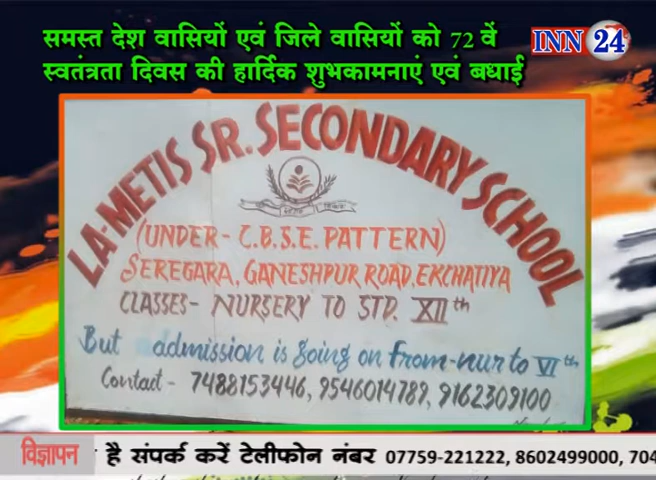 समस्त देश वासियों एवं जिले वासियों को 72 वें
स्वतंत्रता दिवस की हार्दिक शुभकामनाएं एवं बधाई
INN 24
LA-METIS SR. SECONDARY SCHOOL
(UNDER - C.B.S.E. PATTERN)
SEREGARA, GANESHPUR ROAD, EKCHATIYA
CLASSES - NURSERY TO STD. XIIth
But admission is going on from - nur to VIth
Contact - 7488153446, 9546014789, 9162309100
विज्ञापन
है संपर्क करें टेलीफोन नंबर 07759-221222, 8602499000, 704